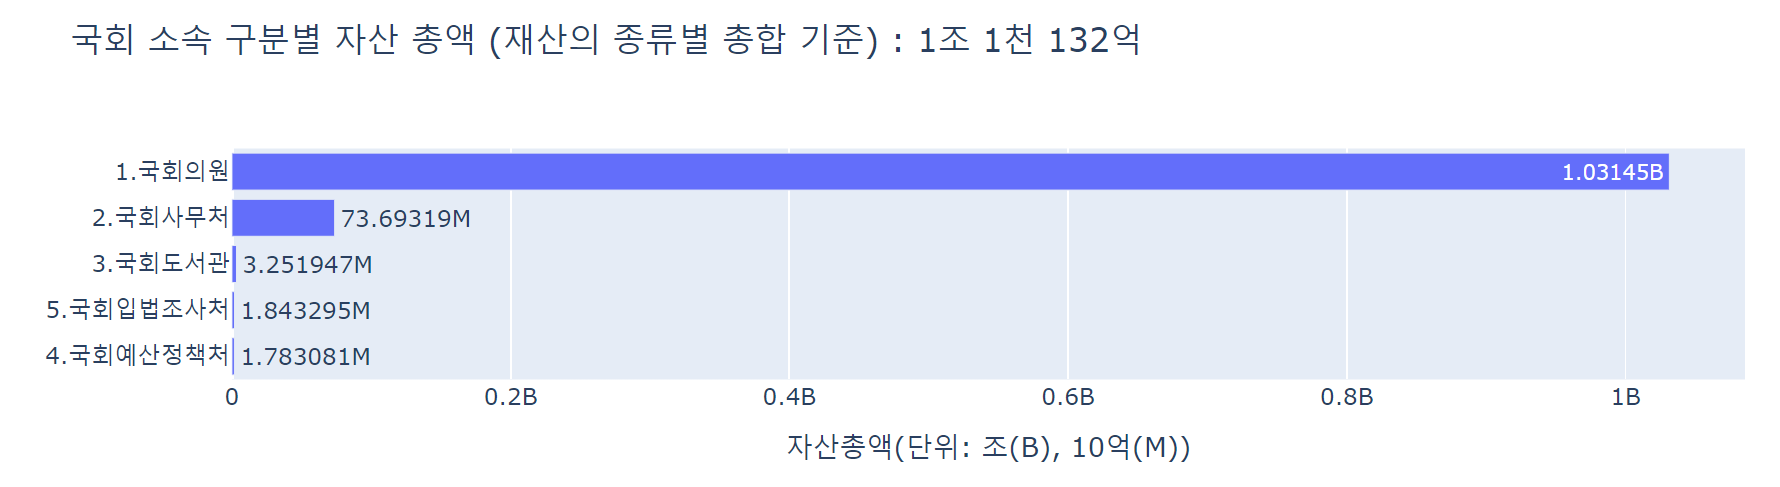 국회 소속 구분별 자산 총액 (재산의 종류별 총합 기준) : 1조 1천 132억
1.국회의원 1.03145B
2.국회사무처 73.69319M
3.국회도서관 3.251947M
5.국회입법조사처 1.843295M
4.국회예산정책처 1.783081M
0 0.2B 0.4B 0.6B 0.8B 1B
자산총액(단위: 조(B), 10억(M))